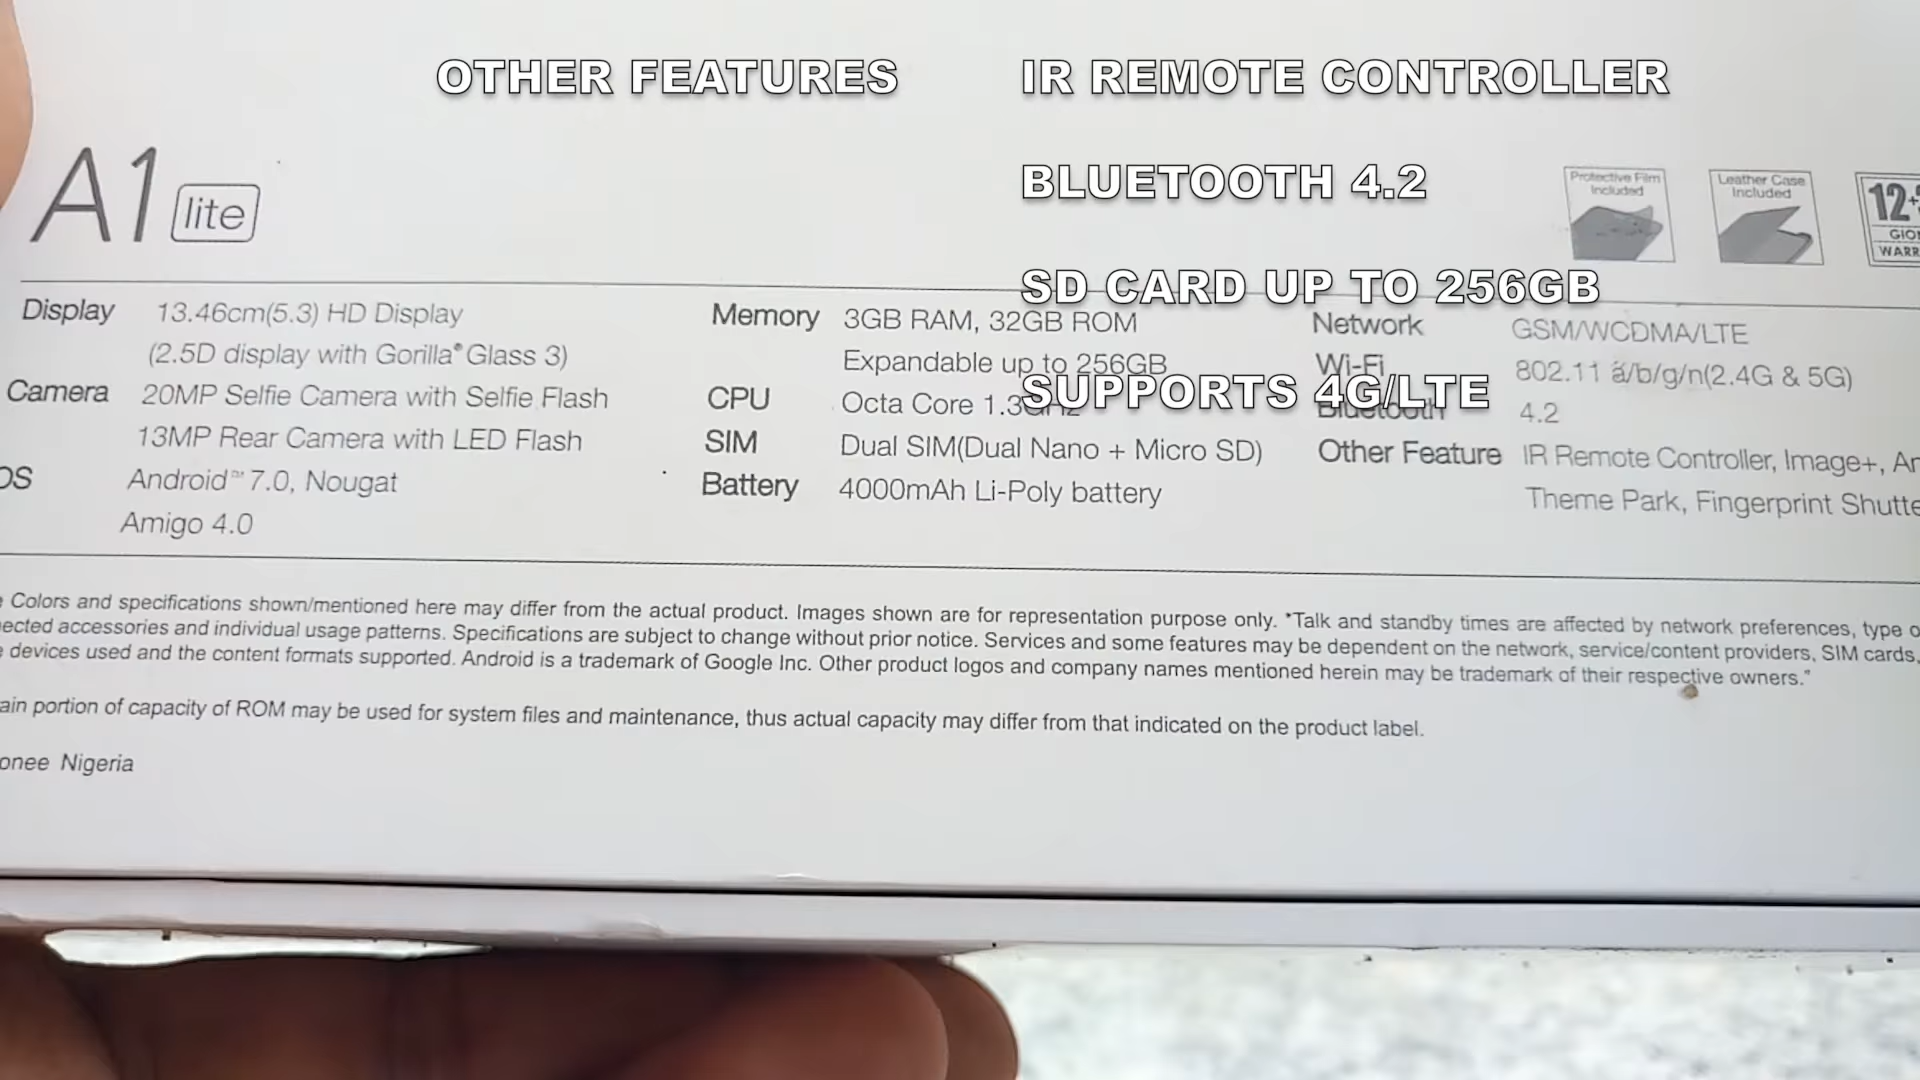 OTHER FEATURES
IR REMOTE CONTROLLER
BLUETOOTH 4.2
SD CARD UP TO 256GB
SUPPORTS 4G/LTE
A1 lite
Protective Film
Included
Leather Case
Included
12+
Display 13.46cm(5.3) HD Display
(2.5D display with Gorilla® Glass 3)
Camera 20MP Selfie Camera with Selfie Flash
13MP Rear Camera with LED Flash
OS Android™ 7.0, Nougat
Amigo 4.0
Memory 3GB RAM, 32GB ROM
Expandable up to 256GB
CPU Octa Core 1.3GHz
SIM Dual SIM(Dual Nano + Micro SD)
Battery 4000mAh Li-Poly battery
Network GSM/WCDMA/LTE
Wi-Fi 802.11 a/b/g/n(2.4G & 5G)
Bluetooth 4.2
Other Feature IR Remote Controller, Image+,
Theme Park, Fingerprint
Colors and specifications shown/mentioned here may differ from the actual product. Images shown are for representation purpose only. *Talk and standby times are affected by network preferences, type
accessories and individual usage patterns. Specifications are subject to change without prior notice. Services and some features may be dependent on the network, service/content providers, SIM cards,
devices used and the content formats supported. Android is a trademark of Google Inc. Other product logos and company names mentioned herein may be trademark of their respective owners."
portion of capacity of ROM may be used for system files and maintenance, thus actual capacity may differ from that indicated on the product label.
Nigeria